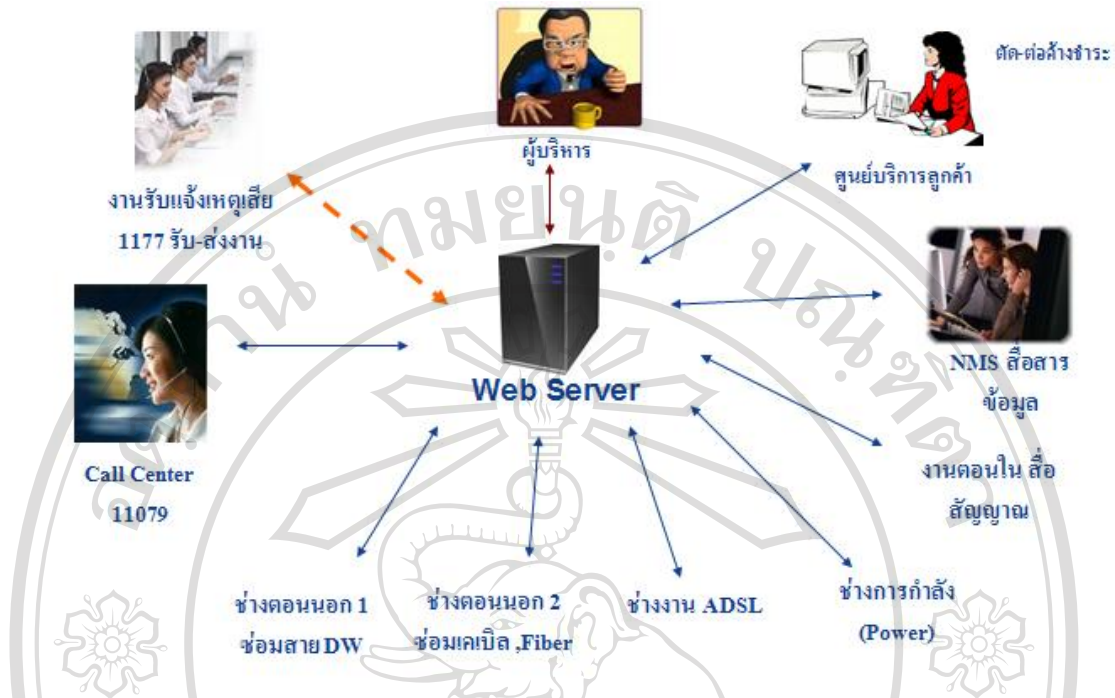 ตัด-ต่อค้างชำระ
ผู้บริหาร
ศูนย์บริการลูกค้า
งานรับแจ้งเหตุเสีย
1177 รับ-ส่งงาน
NMS สื่อสาร
ข้อมูล
Web Server
Call Center
11079
งานตอนใน สื่อ
สัญญาณ
ช่างตอนนอก 1
ซ่อมสาย DW
ช่างตอนนอก 2
ซ่อมเคเบิล ,Fiber
ช่างงาน ADSL
ช่างการกำลัง
(Power)